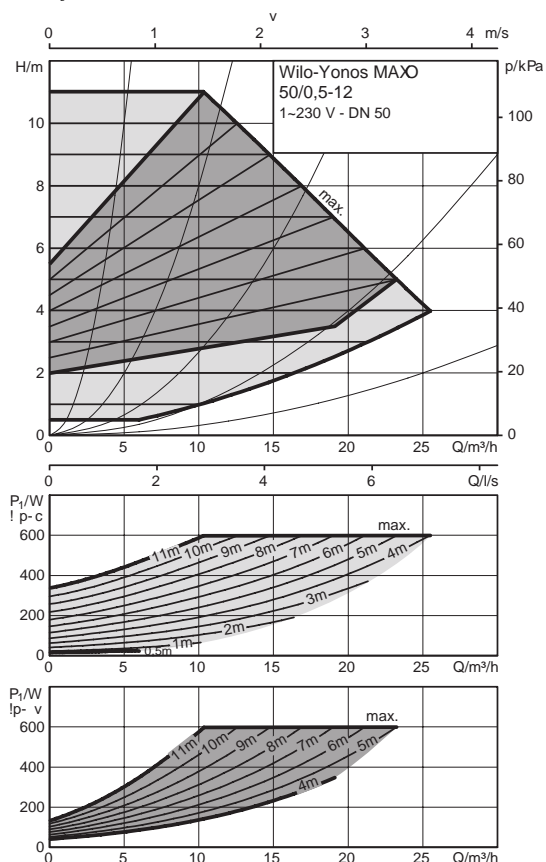 v
0 1 2 3 4 m/s
H/m p/kPa
Wilo-Yonos MAXO
50/0,5-12
1~230 V - DN 50
10 100
8 80
max.
6 60
4 40
2 20
0 0
0 5 10 15 20 25 Q/m³/h
0 2 4 6 Q/l/s
P₁/W
! p-c
max.
600
11m 10m 9m 8m 7m 6m 5m 4m
400
3m
200
2m
1m
0.5m
0
0 5 10 15 20 25 Q/m³/h
P₁/W
!p- v
max.
600
11m 10m 9m 8m 7m 6m 5m
400
4m
200
0
0 5 10 15 20 25 Q/m³/h